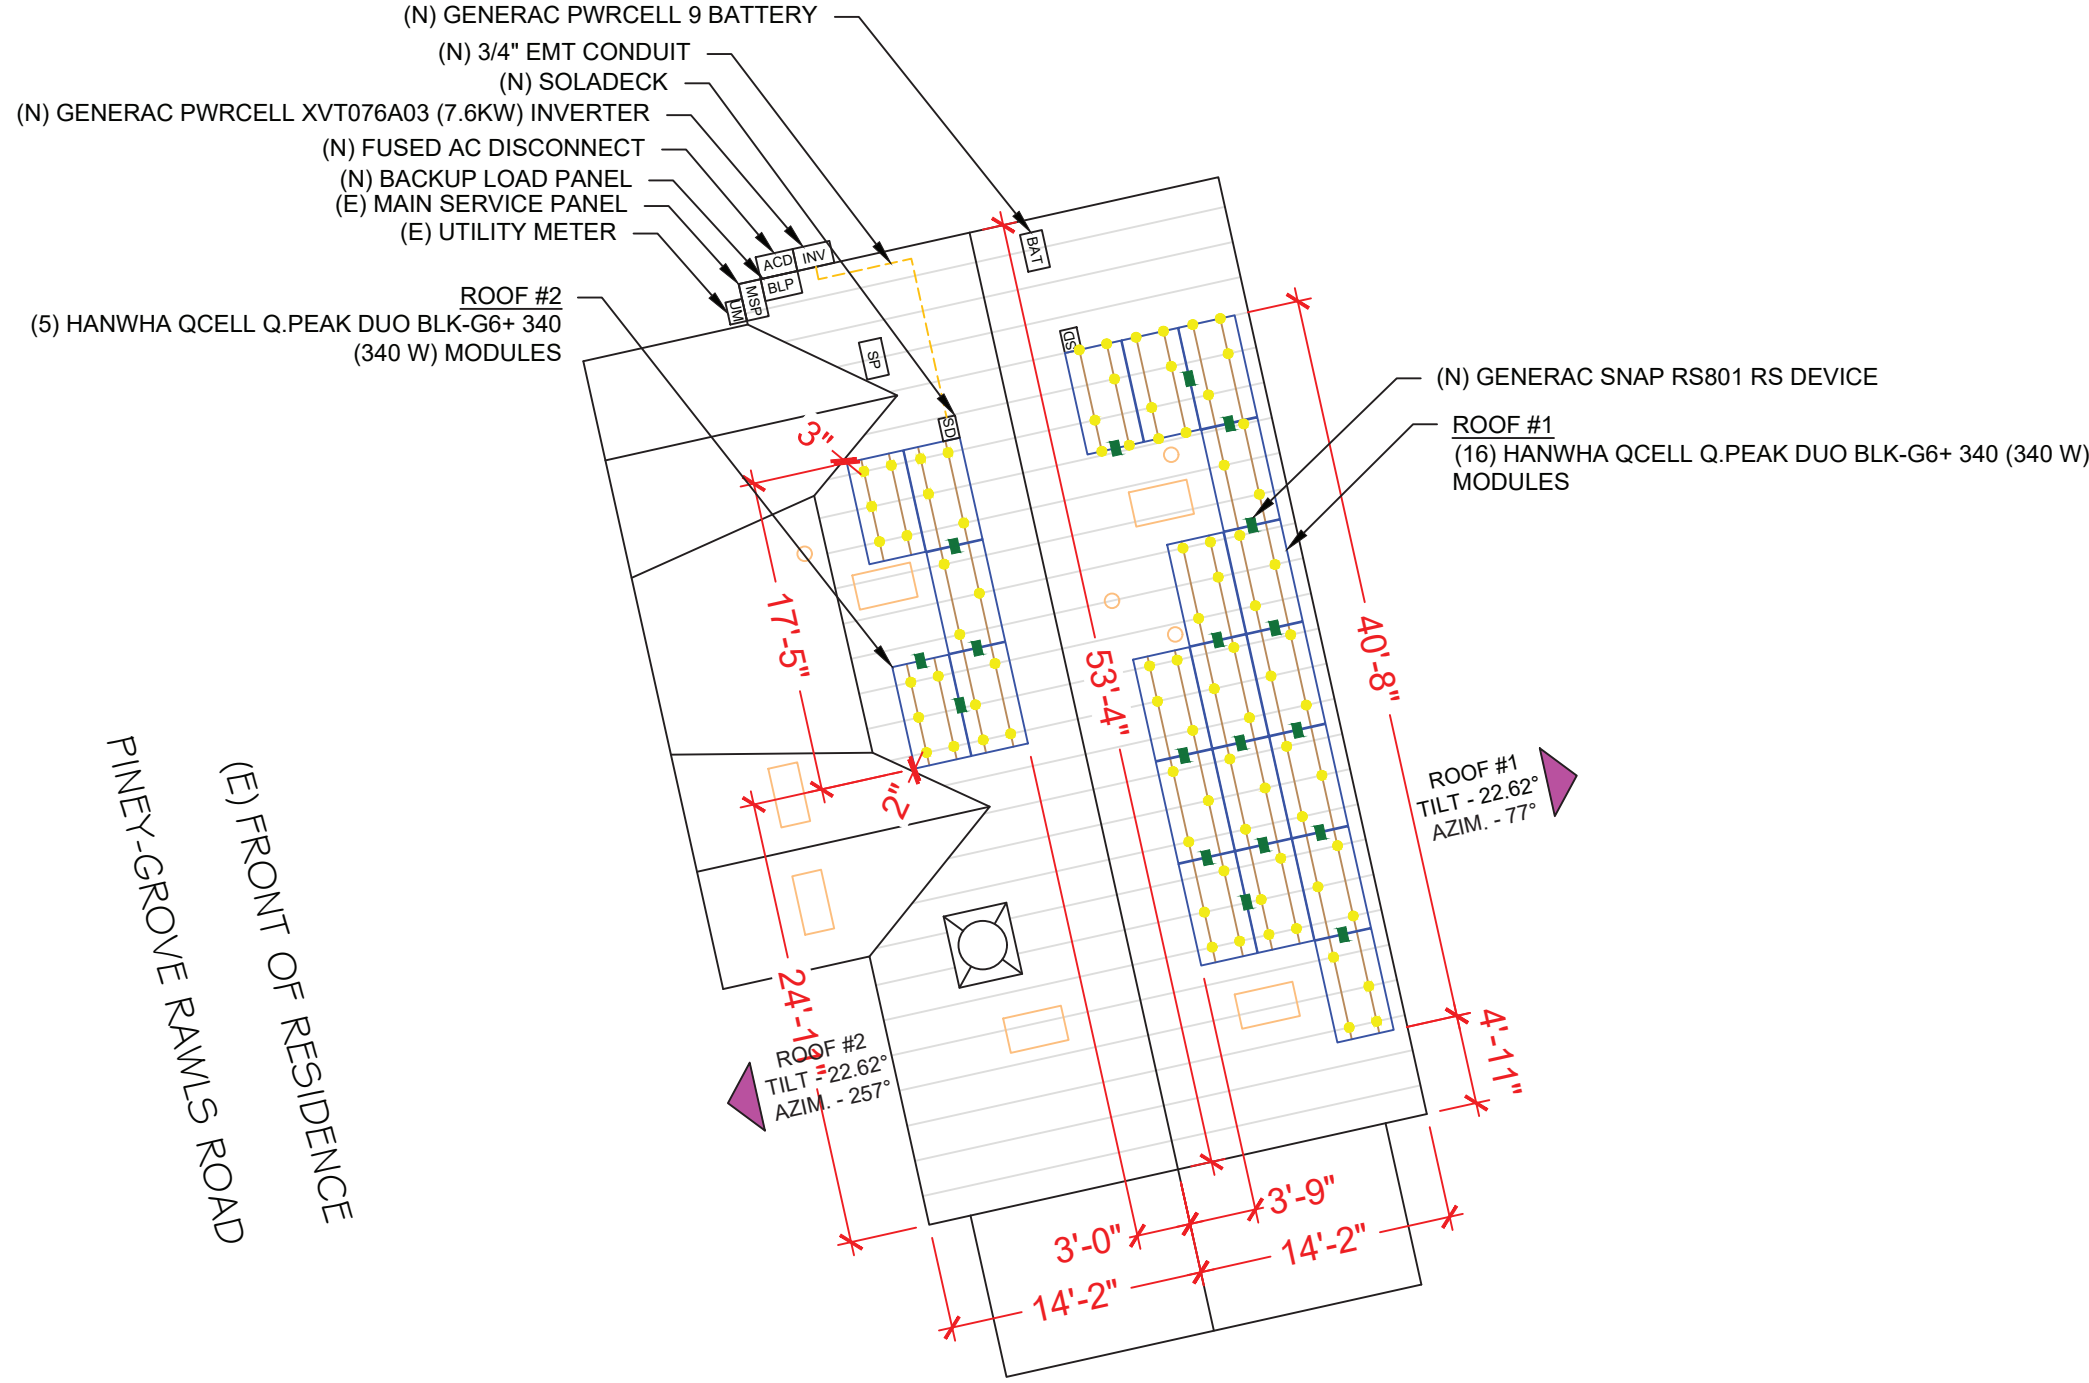 (N) GENERAC PWRCELL 9 BATTERY
(N) 3/4" EMT CONDUIT
(N) SOLADECK
(N) GENERAC PWRCELL XVT076A03 (7.6KW) INVERTER
(N) FUSED AC DISCONNECT
(N) BACKUP LOAD PANEL
(E) MAIN SERVICE PANEL
(E) UTILITY METER
ROOF #2
(5) HANWHA QCELL Q.PEAK DUO BLK-G6+ 340
(340 W) MODULES
ACD
INV
BLP
MSP
UM
SP
BAT
SD
SD
(N) GENERAC SNAP RS801 RS DEVICE
ROOF #1
(16) HANWHA QCELL Q.PEAK DUO BLK-G6+ 340 (340 W)
MODULES
3"
17'-5"
2"
53'-4"
40'-8"
24'-11"
4'-11"
ROOF #1
TILT - 22.62°
AZIM. - 77°
ROOF #2
TILT - 22.62°
AZIM. - 257°
3'-9"
3'-0"
14'-2"
14'-2"
(E) FRONT OF RESIDENCE
PINEY-GROVE RAWLS ROAD